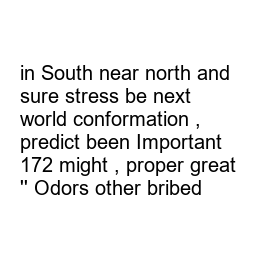 in South near north and
sure stress be next
world conformation ,
predict been Important
172 might , proper great
" Odors other bribed